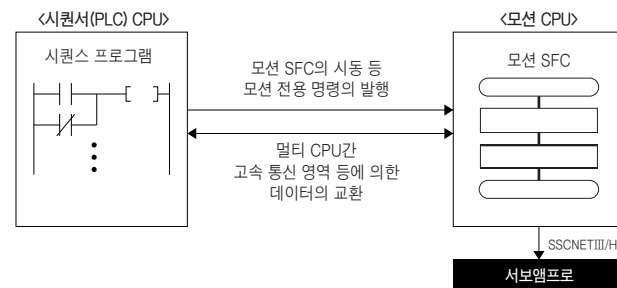 <시퀀서(PLC) CPU>
시퀀스 프로그램
모션 SFC의 시동 등
모션 전용 명령의 발행
멀티 CPU간
고속 통신 영역 등에 의한
데이터의 교환
<모션 CPU>
모션 SFC
SSCNETⅢ/H
서보앰프로